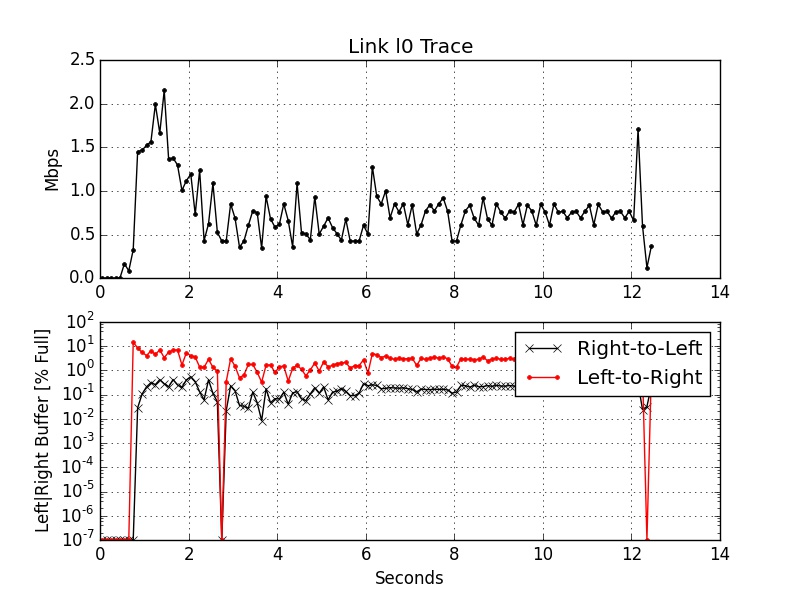 Link l0 Trace
2.5
2.0
1.5
1.0
0.5
0.0
Mbps
0 2 4 6 8 10 12 14
10^2
10^1
10^0
10^-1
10^-2
10^-3
10^-4
10^-5
10^-6
10^-7
Left|Right Buffer [% Full]
Right-to-Left
Left-to-Right
0 2 4 6 8 10 12 14
Seconds